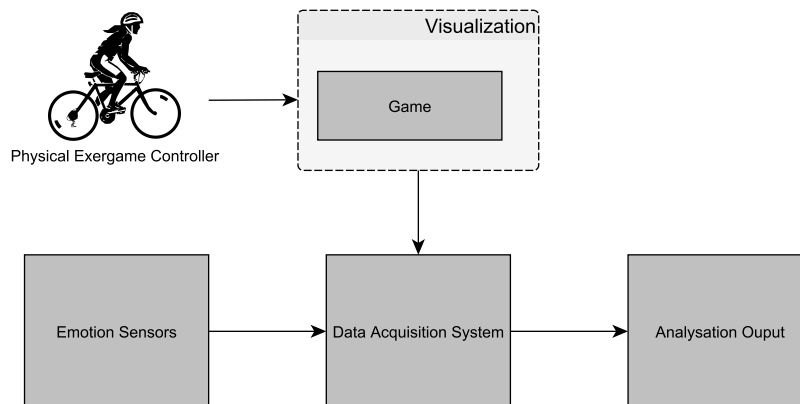 Visualization
Game
Physical Exergame Controller
Emotion Sensors
Data Acquisition System
Analysation Ouput